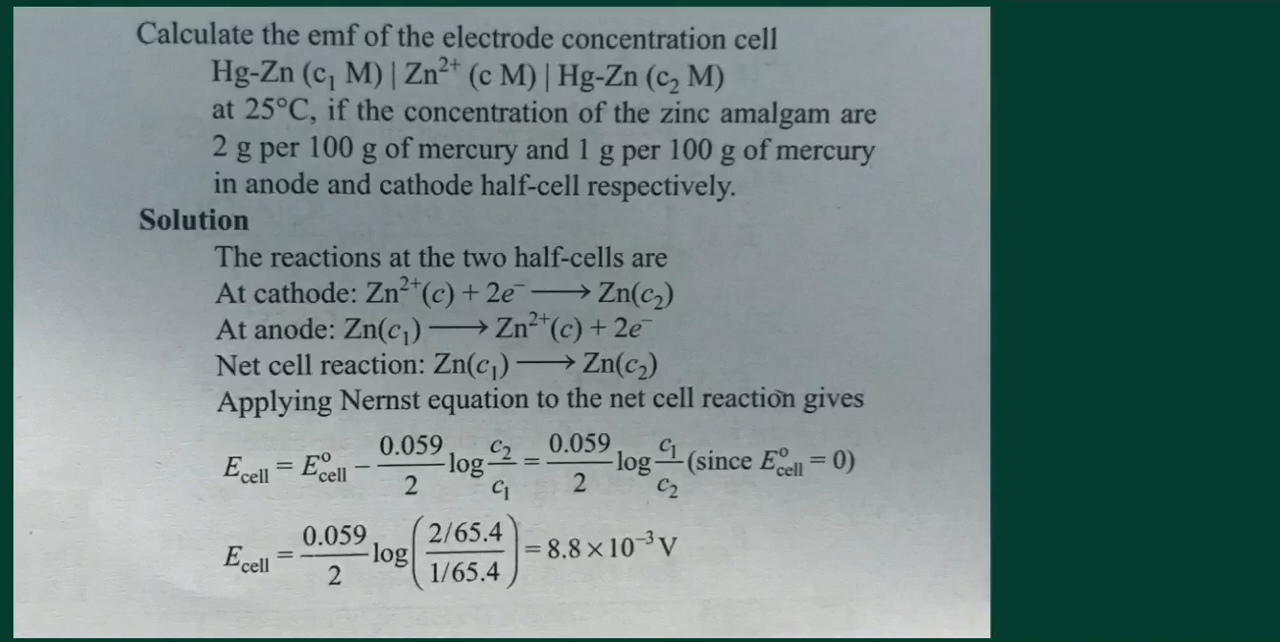 Calculate the emf of the electrode concentration cell
Hg-Zn (c₁ M) | Zn²⁺ (c M) | Hg-Zn (c₂ M)
at 25°C, if the concentration of the zinc amalgam are
2 g per 100 g of mercury and 1 g per 100 g of mercury
in anode and cathode half-cell respectively.
Solution
The reactions at the two half-cells are
At cathode: Zn²⁺(c) + 2e⁻ ⟶ Zn(c₂)
At anode: Zn(c₁) ⟶ Zn²⁺(c) + 2e⁻
Net cell reaction: Zn(c₁) ⟶ Zn(c₂)
Applying Nernst equation to the net cell reaction gives
E_cell = E°_cell − 0.059/2 log c₂/c₁ = 0.059/2 log c₁/c₂ (since E°_cell = 0)
E_cell = 0.059/2 log (2/65.4 / 1/65.4) = 8.8 × 10⁻³ V